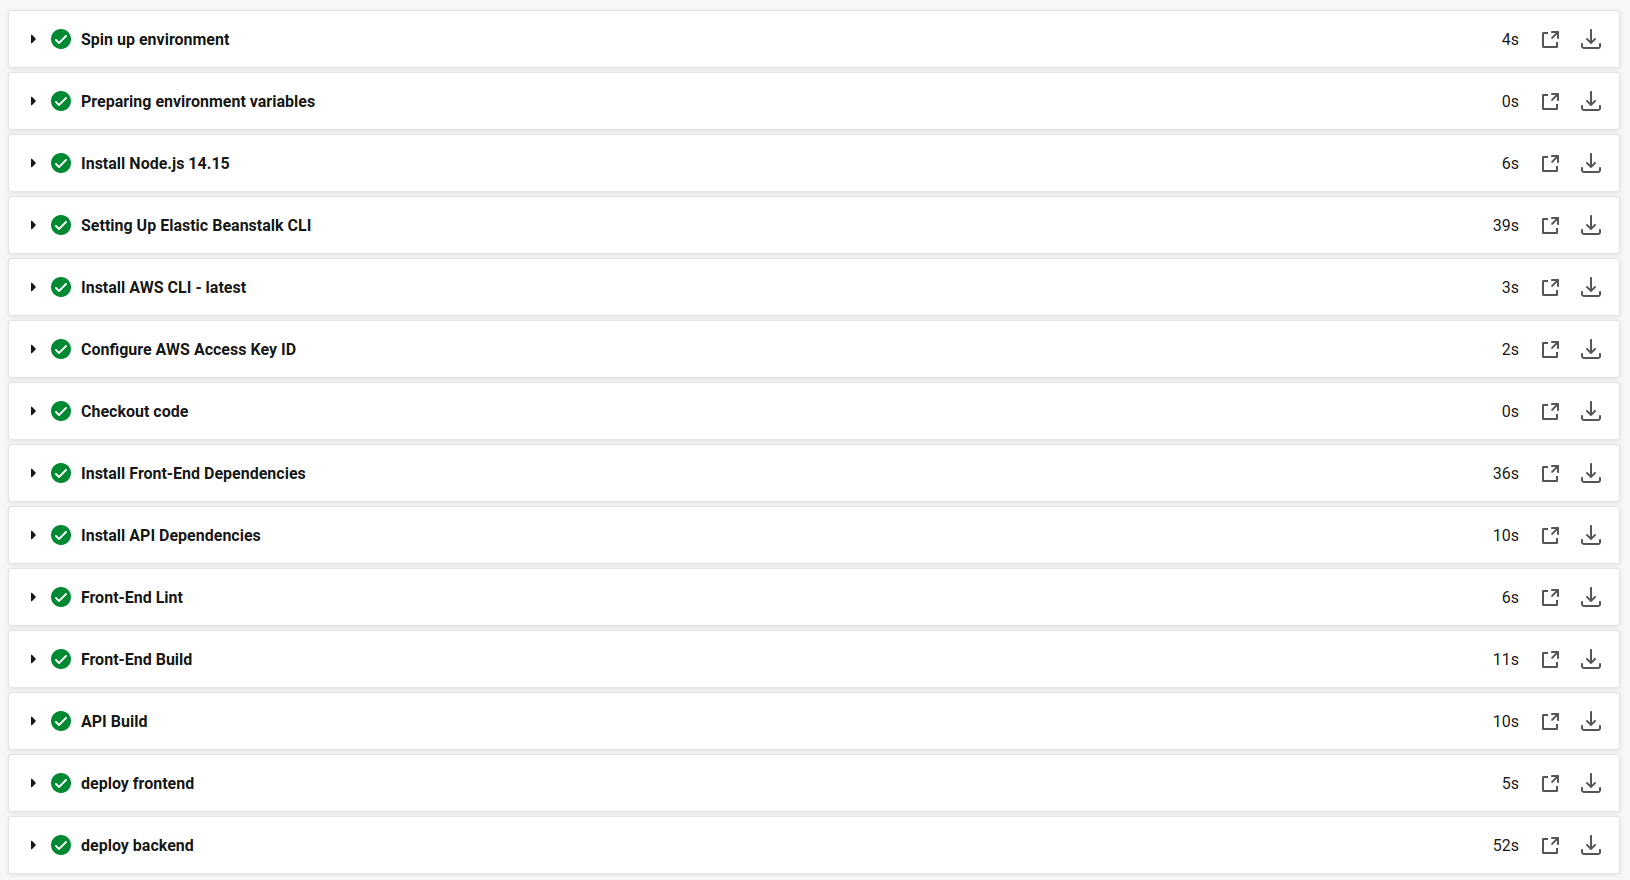 Spin up environment 4s
Preparing environment variables 0s
Install Node.js 14.15 6s
Setting Up Elastic Beanstalk CLI 39s
Install AWS CLI - latest 3s
Configure AWS Access Key ID 2s
Checkout code 0s
Install Front-End Dependencies 36s
Install API Dependencies 10s
Front-End Lint 6s
Front-End Build 11s
API Build 10s
deploy frontend 5s
deploy backend 52s